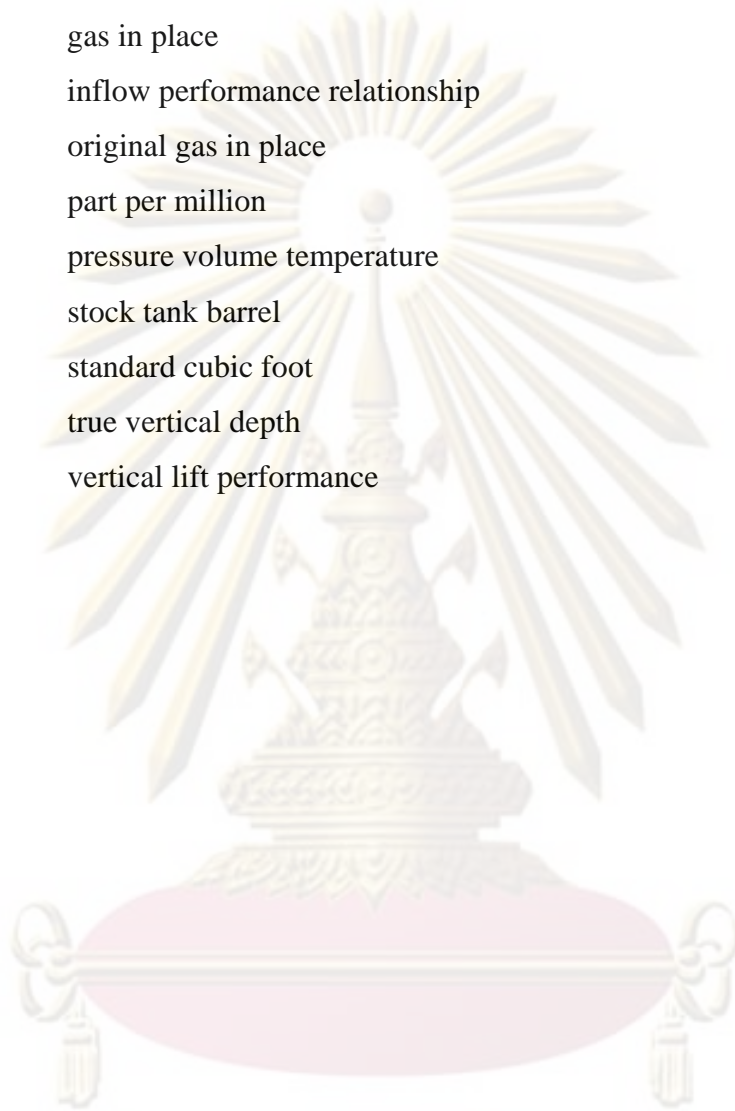 gas in place
inflow performance relationship
original gas in place
part per million
pressure volume temperature
stock tank barrel
standard cubic foot
true vertical depth
vertical lift performance